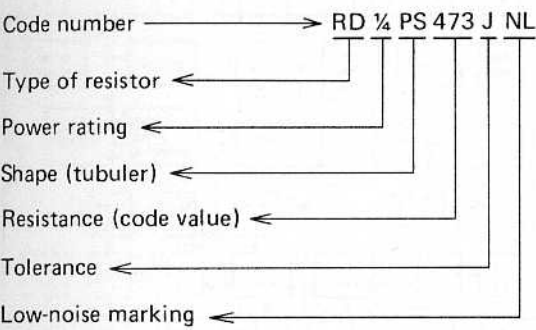 Code number RD ¼ PS 473 J NL
Type of resistor
Power rating
Shape (tubuler)
Resistance (code value)
Tolerance
Low-noise marking